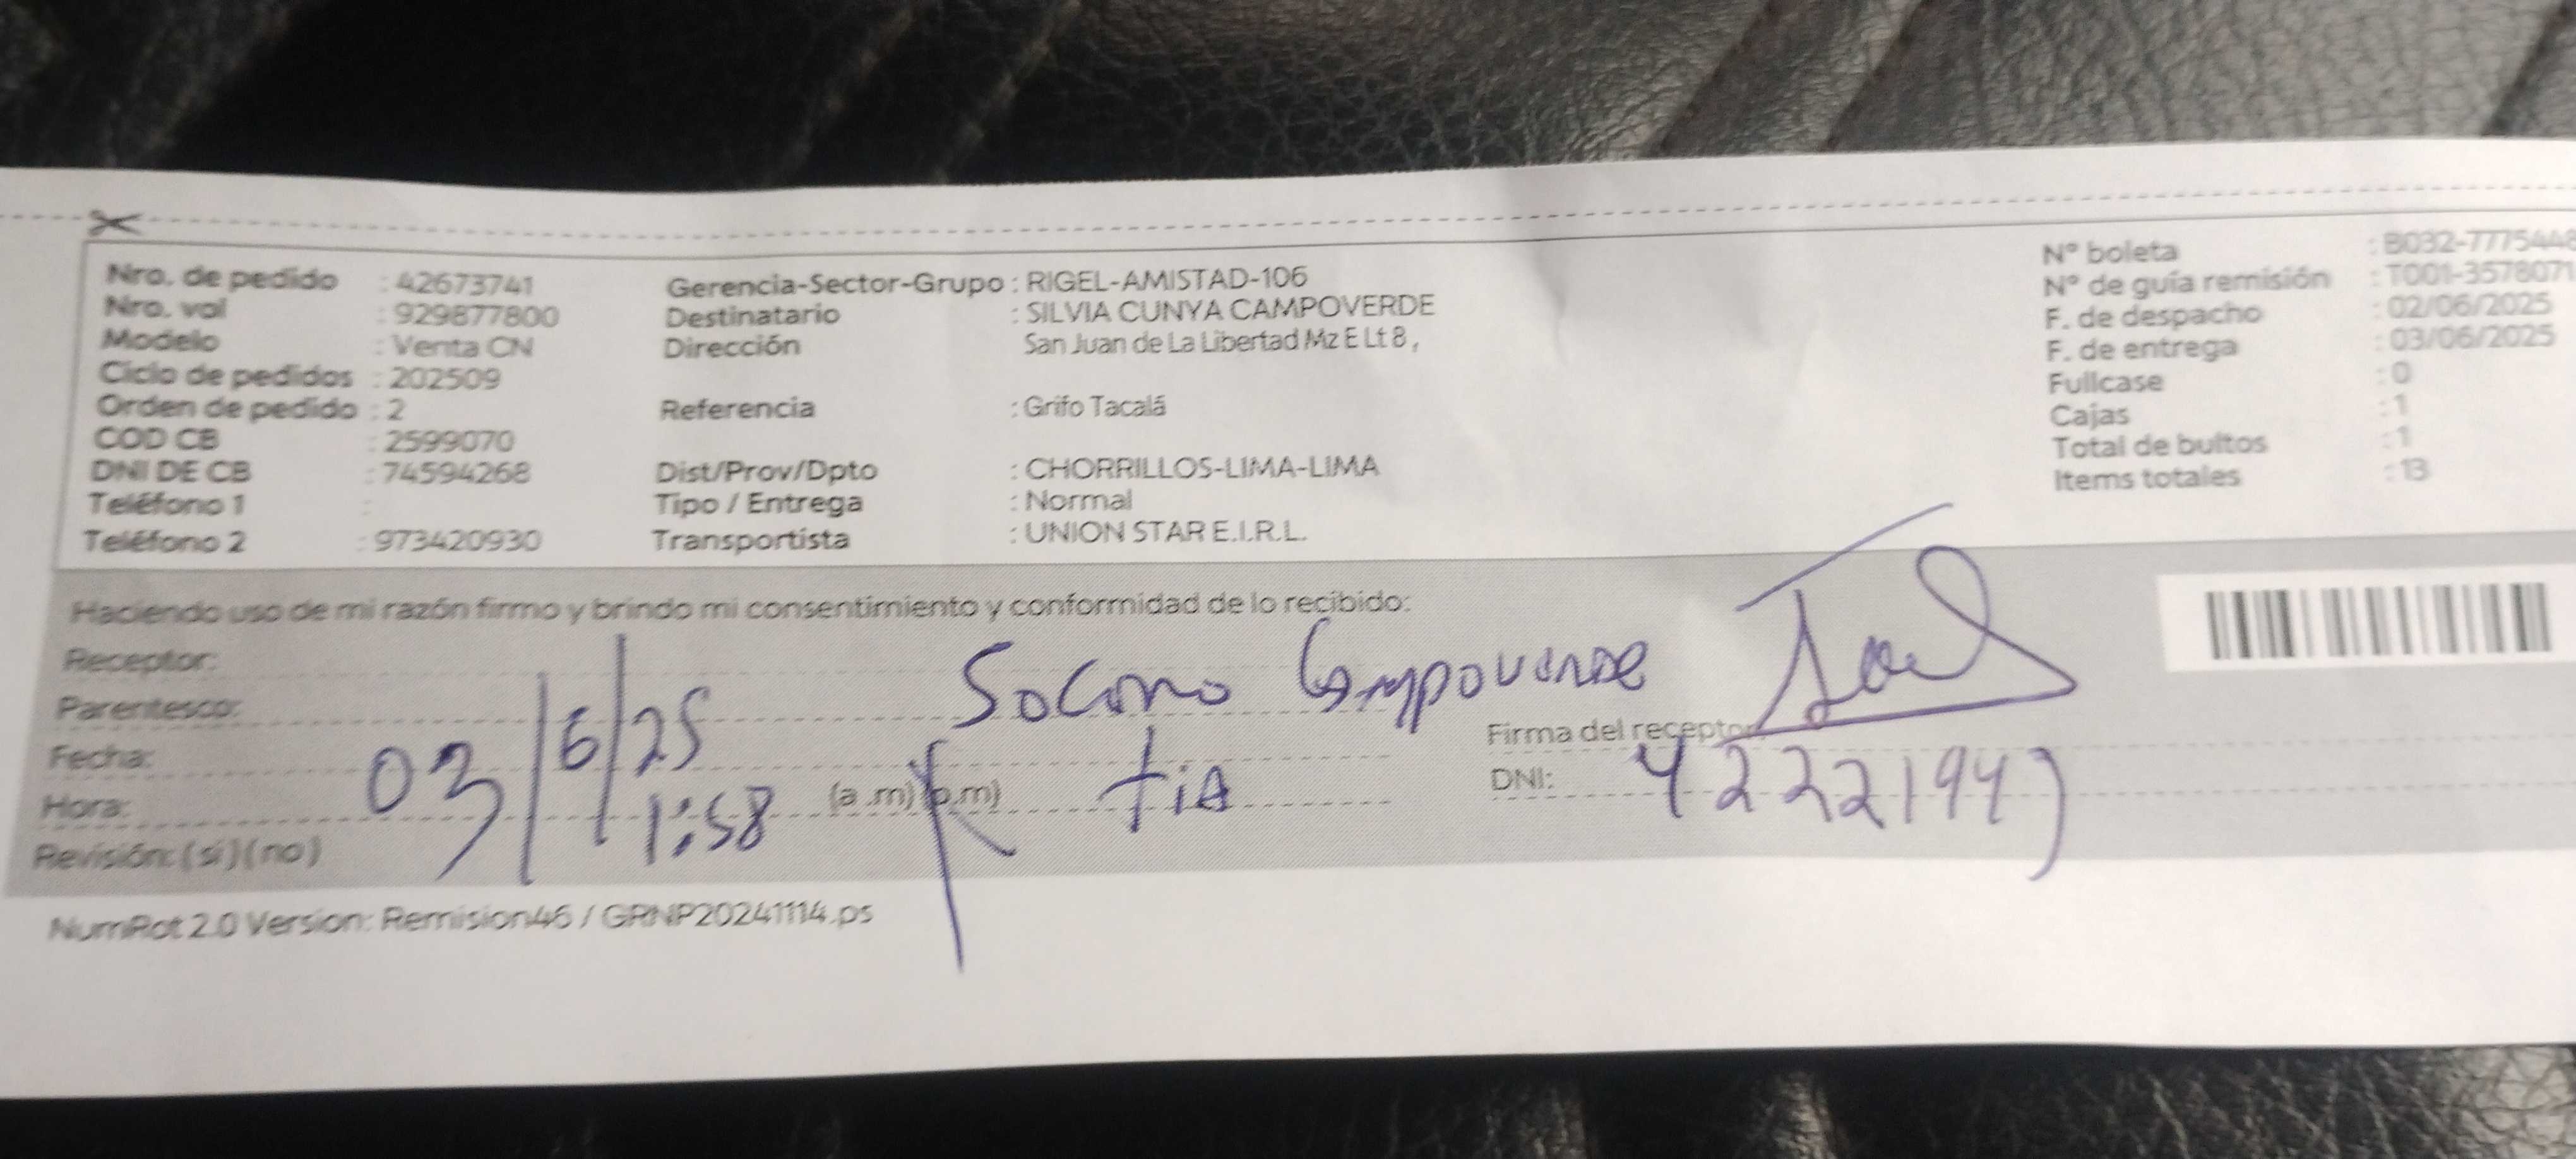 Nro. de pedido : 42673741
Nro. val : 929877800
Modelo : Venta CN
Ciclo de pedidos : 202509
Orden de pedido : 2
COD CB : 2599070
DNI DE CB : 74594268
Teléfono 1 :
Teléfono 2 : 973420930
Gerencia-Sector-Grupo : RIGEL-AMISTAD-106
Destinatario : SILVIA CUNYA CAMPOVERDE
Dirección San Juan de La Libertad Mz E Lt 8 ,
Referencia : Grifo Tacalá
Dist/Prov/Dpto : CHORRILLOS-LIMA-LIMA
Tipo / Entrega : Normal
Transportista : UNION STAR E.I.R.L.
N° boleta : B032-7775448
N° de guía remisión : T001-3578071
F. de despacho : 02/06/2025
F. de entrega : 03/06/2025
Fullcase : 0
Cajas : 1
Total de bultos : 1
Items totales : 13
Haciendo uso de mi razón firmo y brindo mi consentimiento y conformidad de lo recibido:
Receptor: Socorro Campoverde
Parentesco: tia
Fecha: 03/6/25
Hora: 1:58 (a .m) (p.m)
Revisión: ( si ) ( no )
Firma del receptor:
DNI: 42221949
NumRot 2.0 Version: Remision46 / GRNP20241114.ps